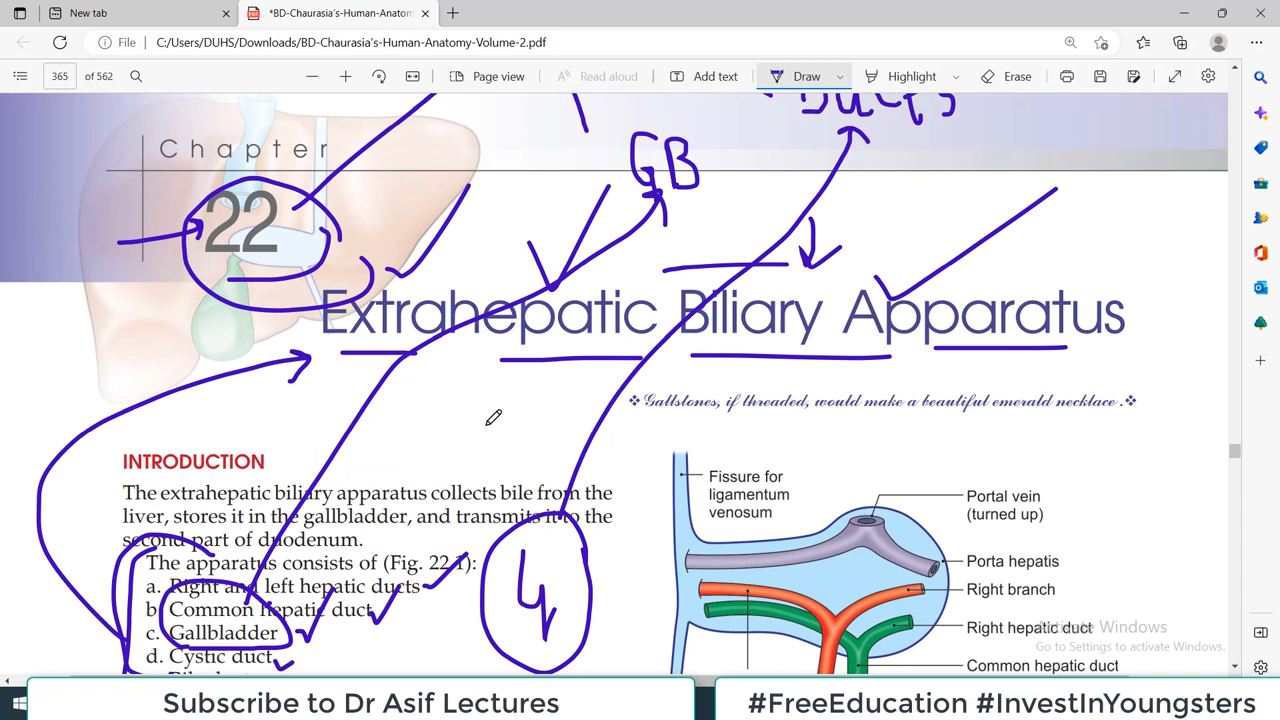 New tab
*BD-Chaurasia's-Human-Anatom
File
C:/Users/DUHS/Downloads/BD-Chaurasia's-Human-Anatomy-Volume-2.pdf
365 of 562
Page view
Read aloud
Add text
Draw
Highlight
Erase
Ducts
Chapter
GB
22
Extrahepatic Biliary Apparatus
❖Gallstones, if threaded, would make a beautiful emerald necklace.❖
INTRODUCTION
The extrahepatic biliary apparatus collects bile from the
liver, stores it in the gallbladder, and transmits it to the
second part of duodenum.
The apparatus consists of (Fig. 22.1):
a. Right and left hepatic ducts
b. Common hepatic duct
c. Gallbladder
d. Cystic duct
4
Fissure for
ligamentum
venosum
Portal vein
(turned up)
Porta hepatis
Right branch
Right hepatic duct
Common hepatic duct
Activate Windows
Go to Settings to activate Windows.
Subscribe to Dr Asif Lectures
#FreeEducation #InvestInYoungsters